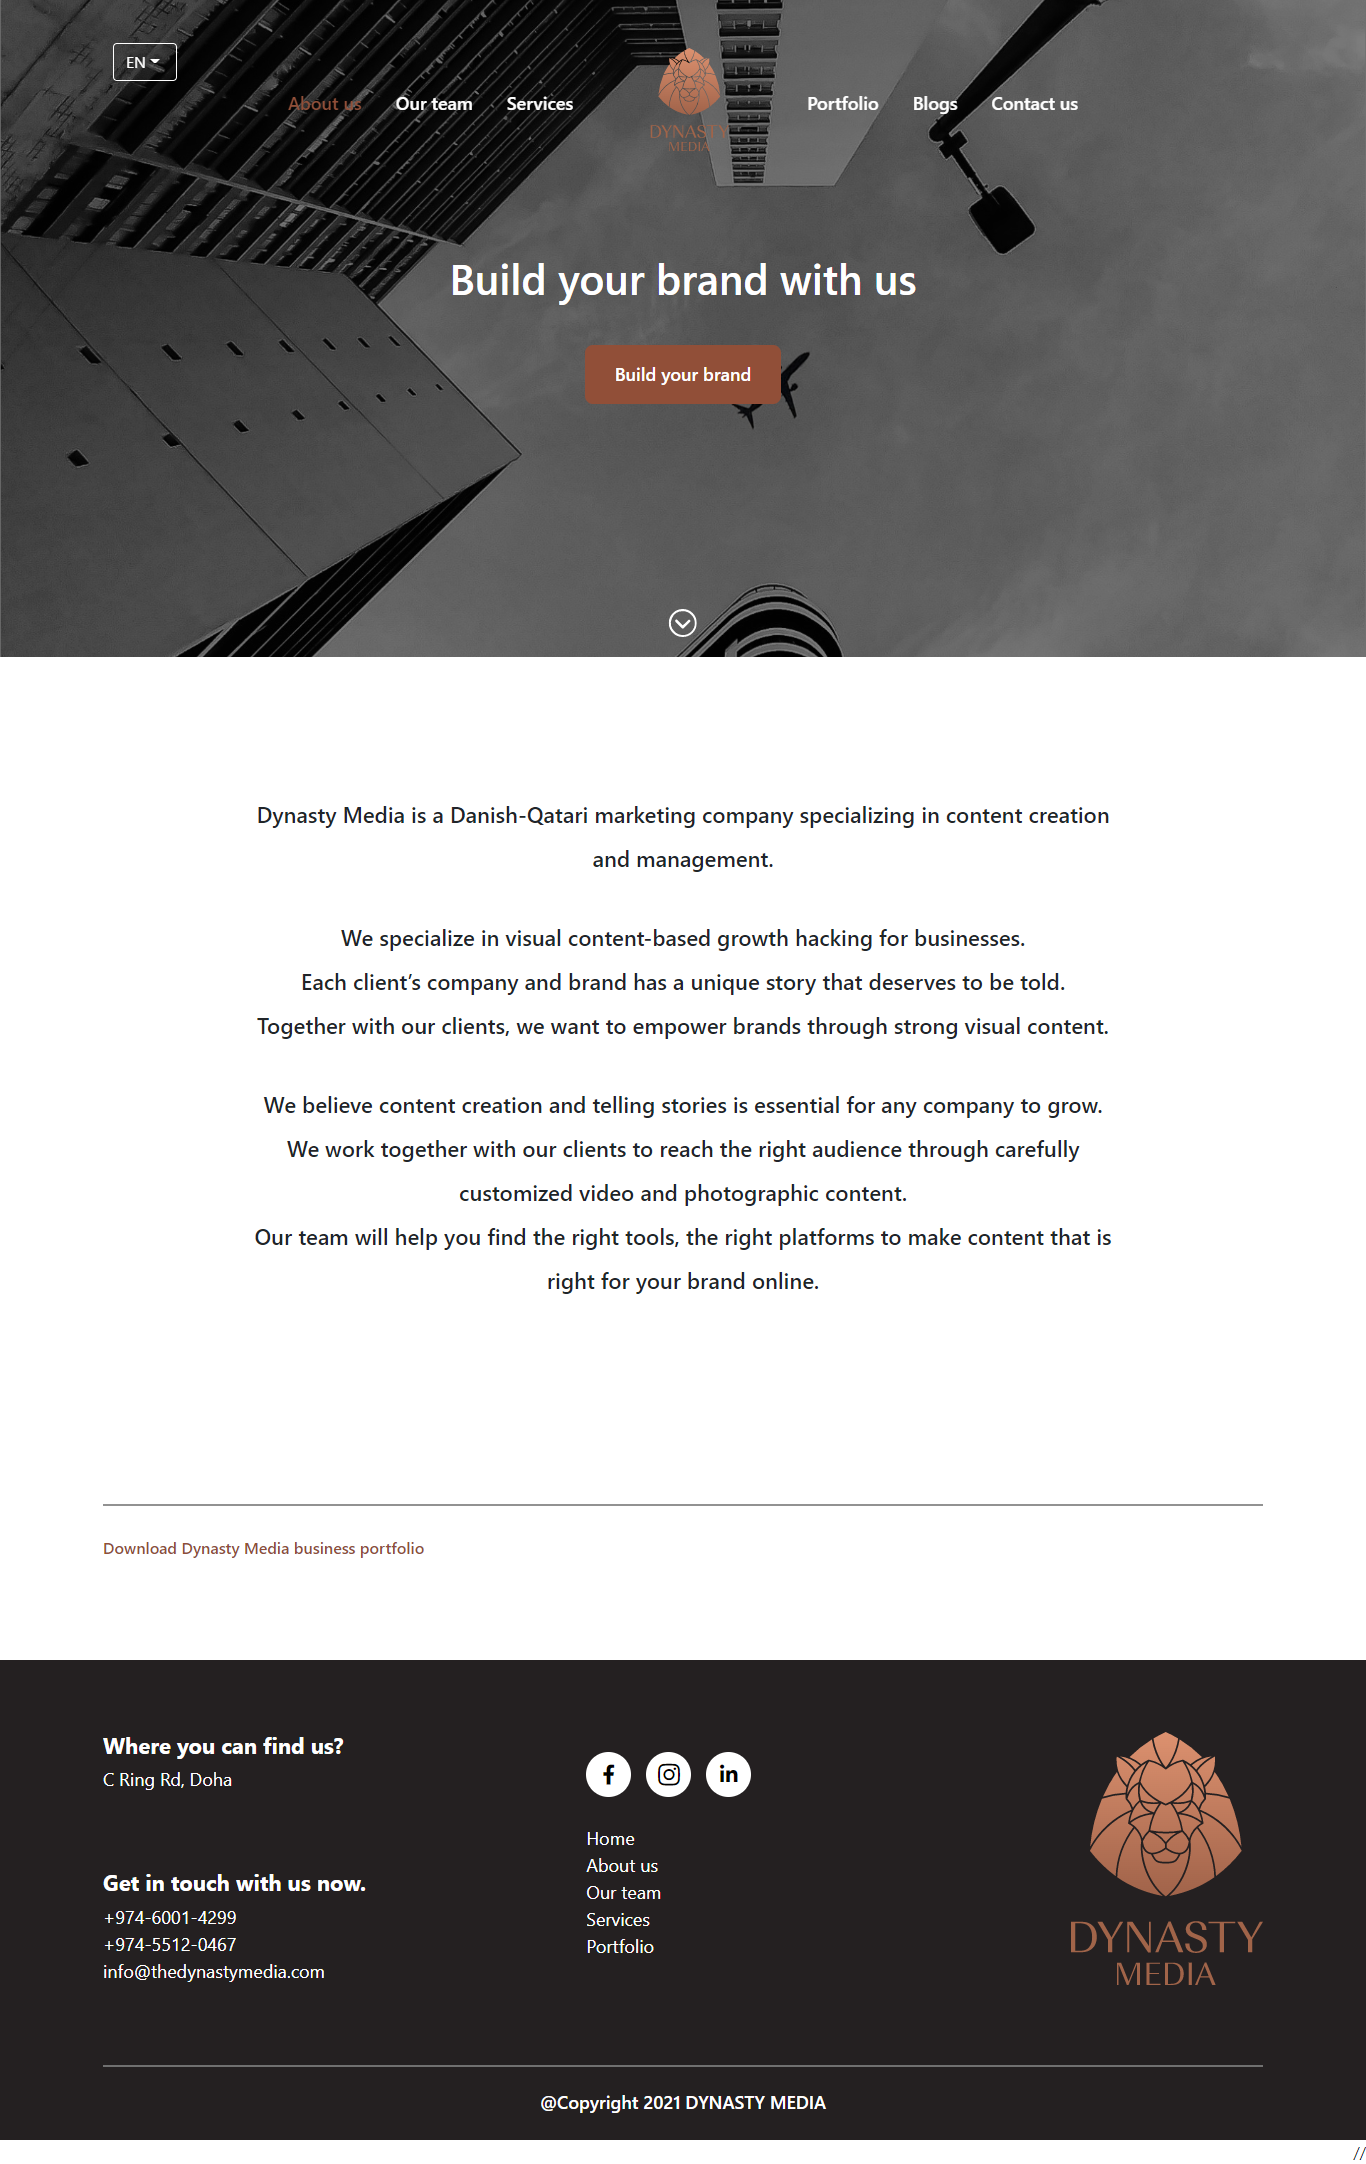 EN
About us
Our team
Services
DYNASTY
MEDIA
Portfolio
Blogs
Contact us
Build your brand with us
Build your brand
Dynasty Media is a Danish-Qatari marketing company specializing in content creation
and management.
We specialize in visual content-based growth hacking for businesses.
Each client’s company and brand has a unique story that deserves to be told.
Together with our clients, we want to empower brands through strong visual content.
We believe content creation and telling stories is essential for any company to grow.
We work together with our clients to reach the right audience through carefully
customized video and photographic content.
Our team will help you find the right tools, the right platforms to make content that is
right for your brand online.
Download Dynasty Media business portfolio
Where you can find us?
C Ring Rd, Doha
Get in touch with us now.
+974-6001-4299
+974-5512-0467
info@thedynastymedia.com
f
in
Home
About us
Our team
Services
Portfolio
DYNASTY
MEDIA
@Copyright 2021 DYNASTY MEDIA
//